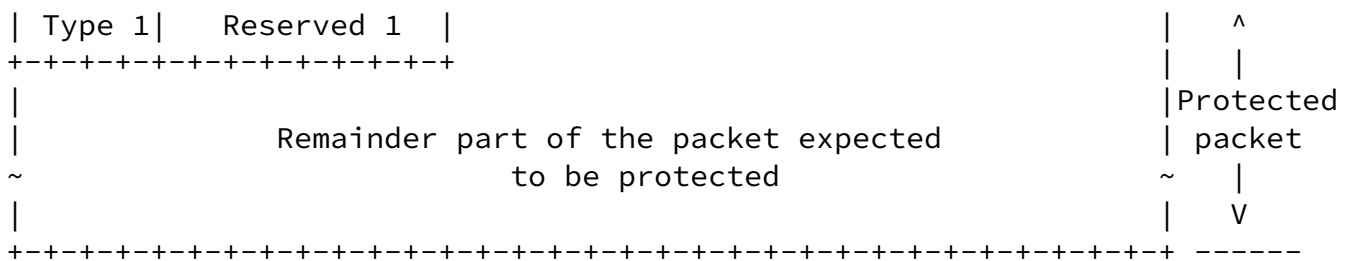 | Type 1|   Reserved 1  |                                       |   ^
+-+-+-+-+-+-+-+-+-+-+-+-+                                       |   |
|                                                               |Protected
|              Remainder part of the packet expected            | packet
~                           to be protected                     ~   |
|                                                               |   V
+-+-+-+-+-+-+-+-+-+-+-+-+-+-+-+-+-+-+-+-+-+-+-+-+-+-+-+-+-+-+-+-+ ------